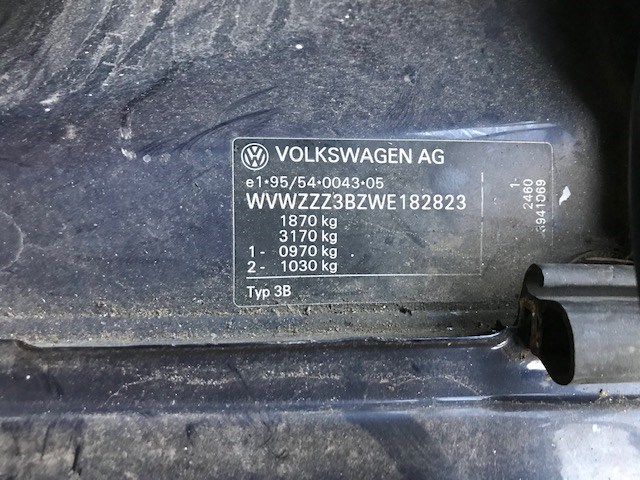 VOLKSWAGEN AG
e1•95/54•0043•05
WVWZZZ3BZWE182823
1870 kg
3170 kg
1 - 0970 kg
2 - 1030 kg
Typ 3B
1
2460
3941069